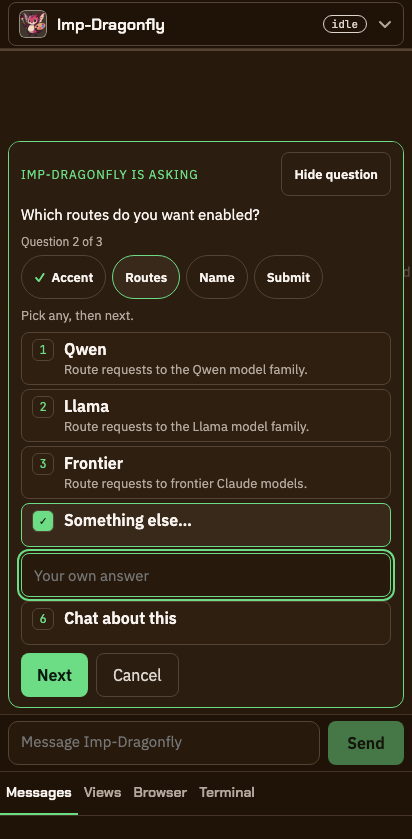 Imp-Dragonfly
idle
IMP-DRAGONFLY IS ASKING
Hide question
Which routes do you want enabled?
Question 2 of 3
✓ Accent
Routes
Name
Submit
Pick any, then next.
1 Qwen
Route requests to the Qwen model family.
2 Llama
Route requests to the Llama model family.
3 Frontier
Route requests to frontier Claude models.
✓ Something else...
Your own answer
6 Chat about this
Next
Cancel
Message Imp-Dragonfly
Send
Messages Views Browser Terminal